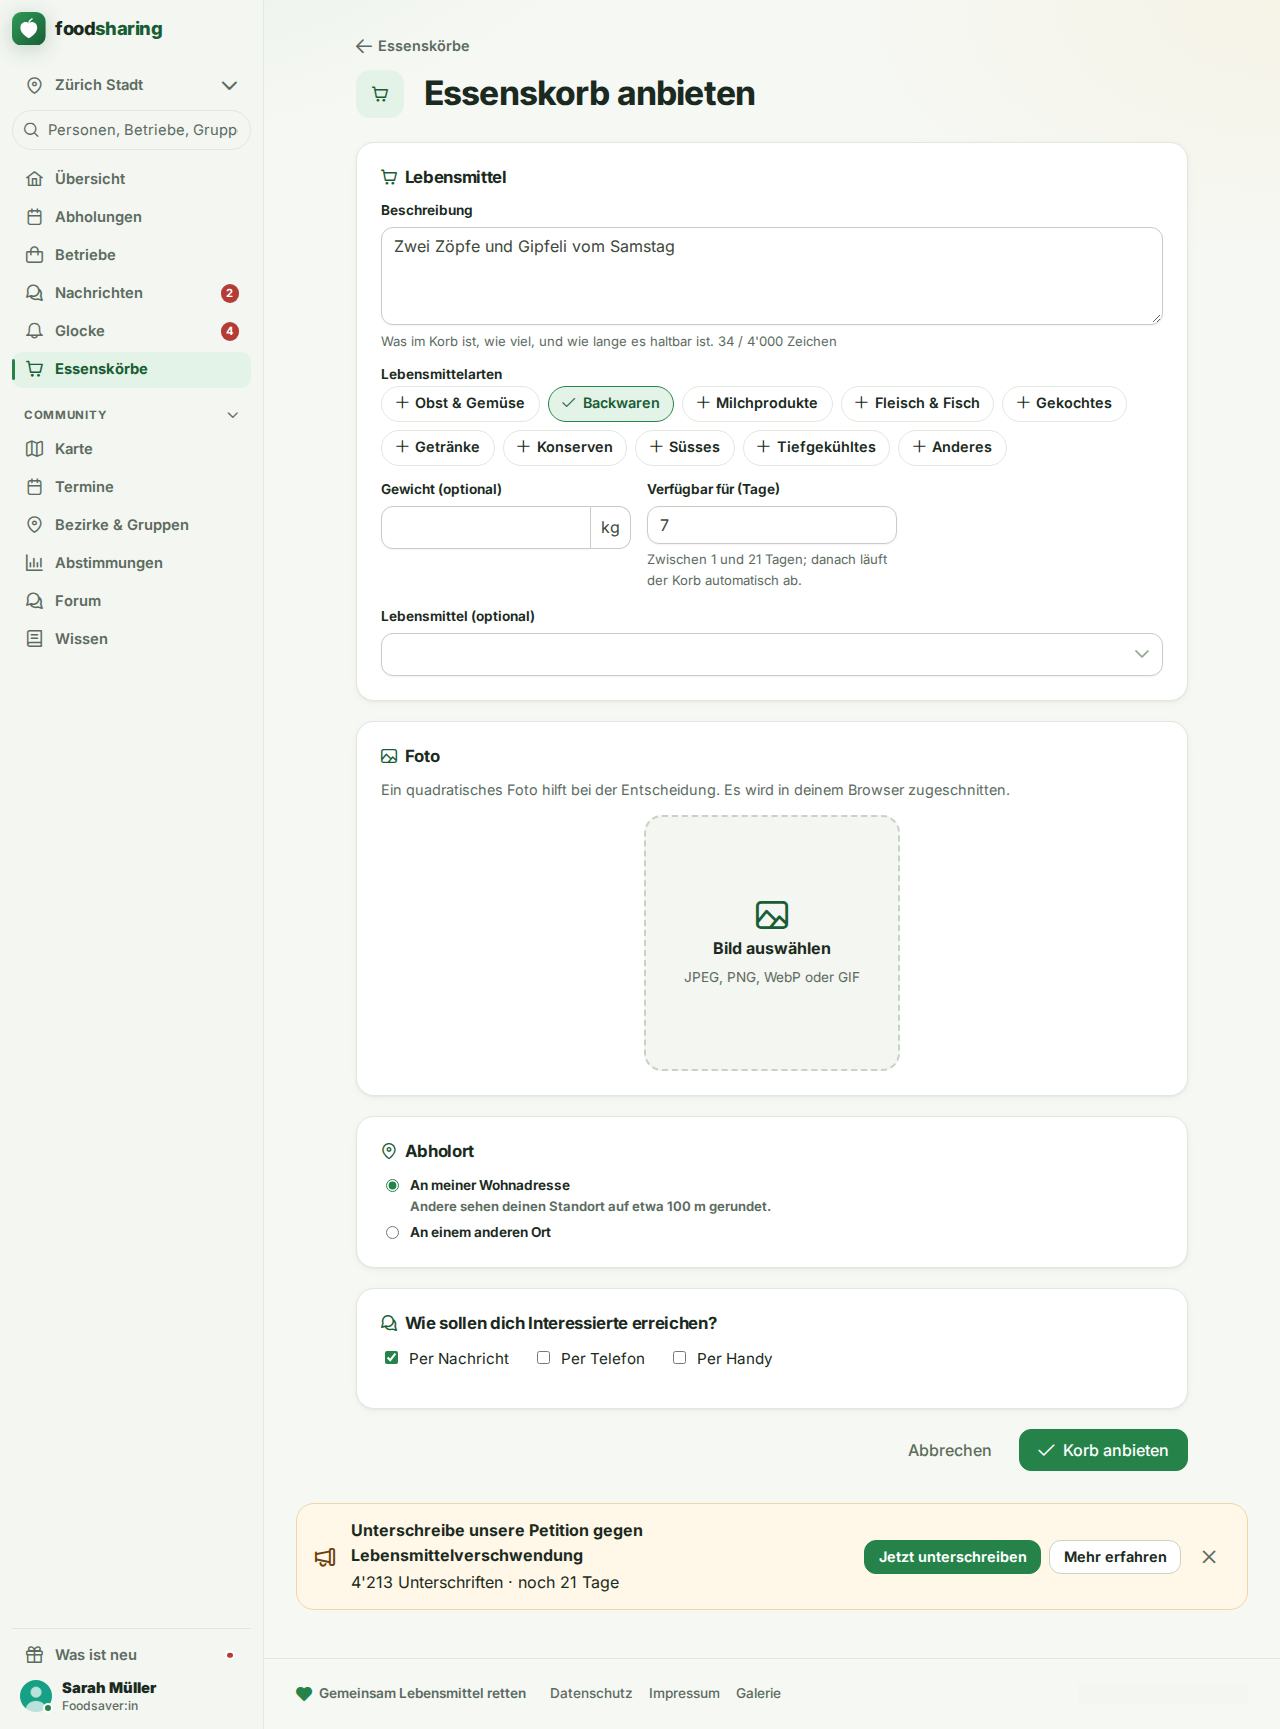 foodsharing
Zürich Stadt
Personen, Betriebe, Grupp
Übersicht
Abholungen
Betriebe
Nachrichten 2
Glocke 4
Essenskörbe
COMMUNITY
Karte
Termine
Bezirke & Gruppen
Abstimmungen
Forum
Wissen
Was ist neu
Sarah Müller
Foodsaver:in
Essenskörbe
Essenskorb anbieten
Lebensmittel
Beschreibung
Zwei Zöpfe und Gipfeli vom Samstag
Was im Korb ist, wie viel, und wie lange es haltbar ist. 34 / 4'000 Zeichen
Lebensmittelarten
Obst & Gemüse Backwaren Milchprodukte Fleisch & Fisch Gekochtes
Getränke Konserven Süsses Tiefgekühltes Anderes
Gewicht (optional) Verfügbar für (Tage)
kg 7
Zwischen 1 und 21 Tagen; danach läuft
der Korb automatisch ab.
Lebensmittel (optional)
Foto
Ein quadratisches Foto hilft bei der Entscheidung. Es wird in deinem Browser zugeschnitten.
Bild auswählen
JPEG, PNG, WebP oder GIF
Abholort
An meiner Wohnadresse
Andere sehen deinen Standort auf etwa 100 m gerundet.
An einem anderen Ort
Wie sollen dich Interessierte erreichen?
Per Nachricht Per Telefon Per Handy
Abbrechen Korb anbieten
Unterschreibe unsere Petition gegen
Lebensmittelverschwendung
4'213 Unterschriften · noch 21 Tage
Jetzt unterschreiben Mehr erfahren
Gemeinsam Lebensmittel retten Datenschutz Impressum Galerie